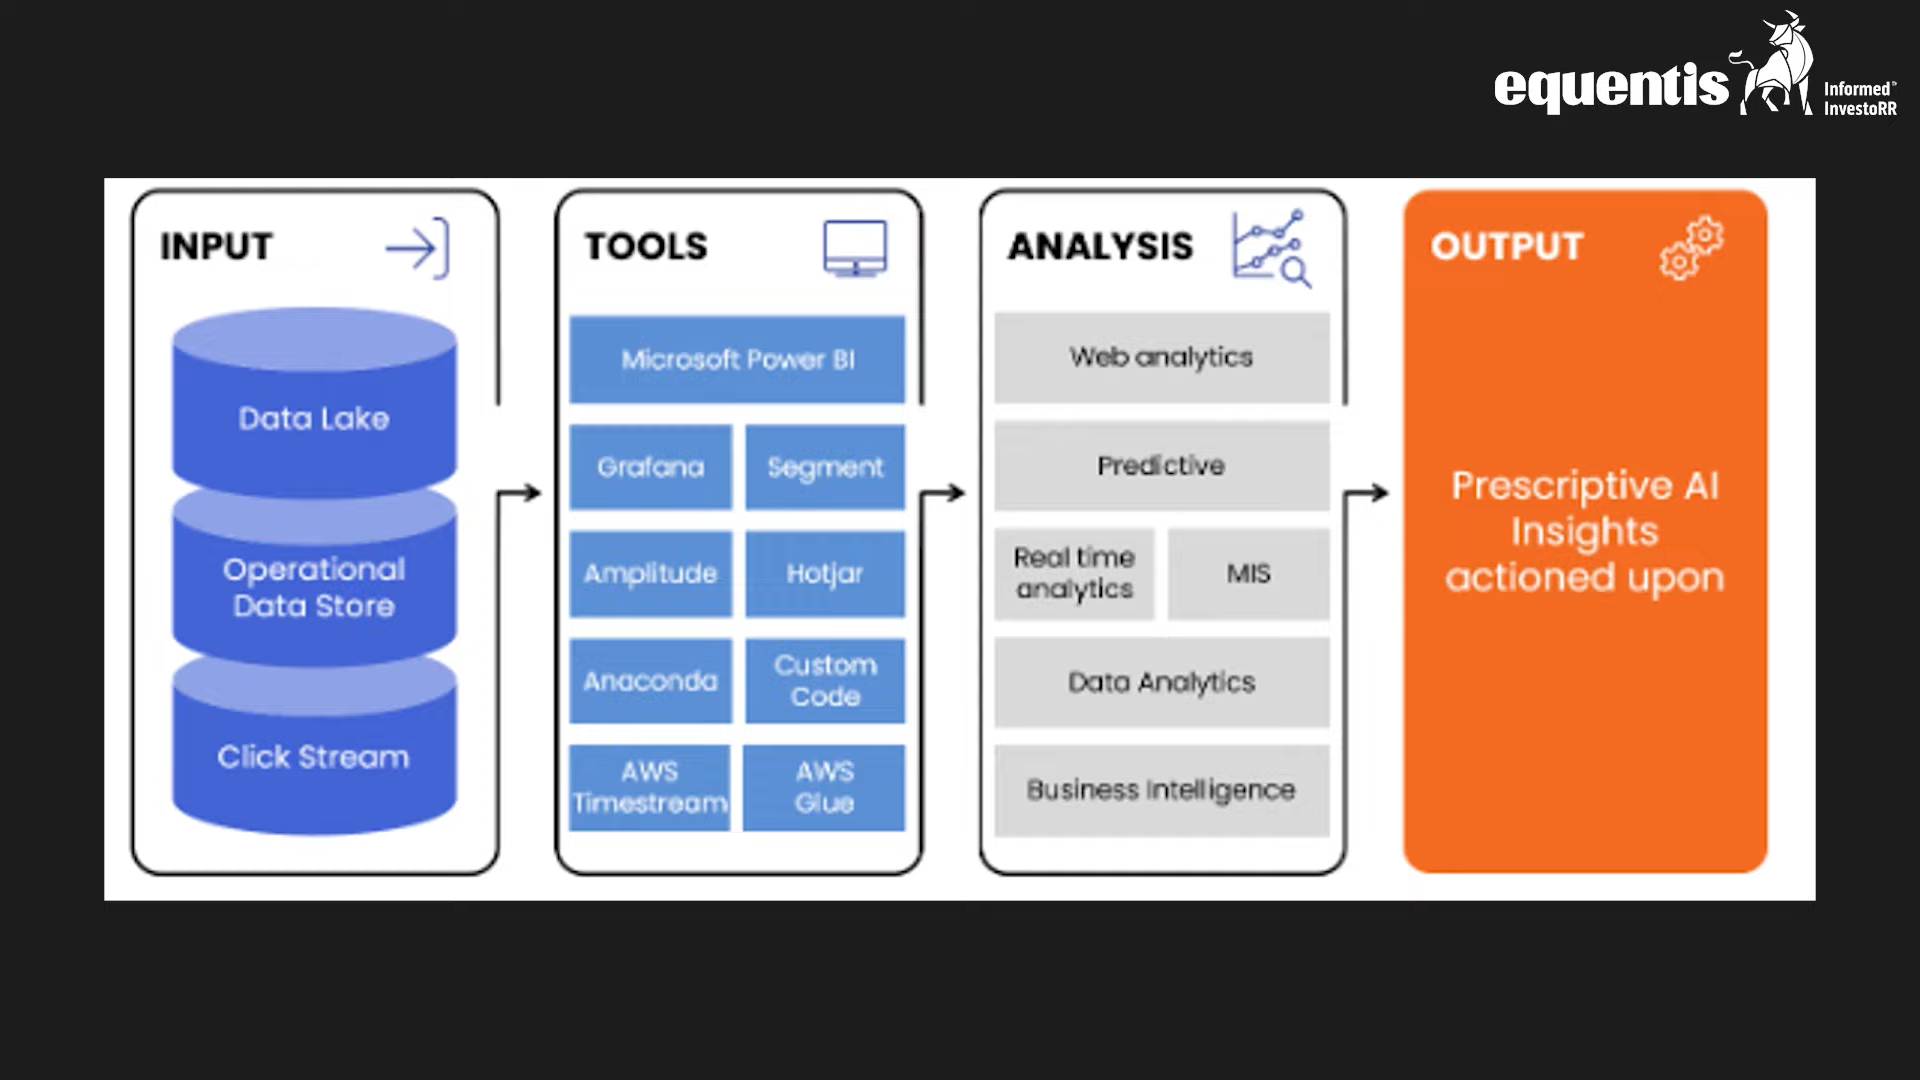 equentis
Informed
InvestoRR
INPUT
Data Lake
Operational
Data Store
Click Stream
TOOLS
Microsoft Power BI
Grafana
Segment
Amplitude
Hotjar
Anaconda
Custom
Code
AWS
Timestream
AWS
Glue
ANALYSIS
Web analytics
Predictive
Real time
analytics
MIS
Data Analytics
Business Intelligence
OUTPUT
Prescriptive AI
Insights
actioned upon